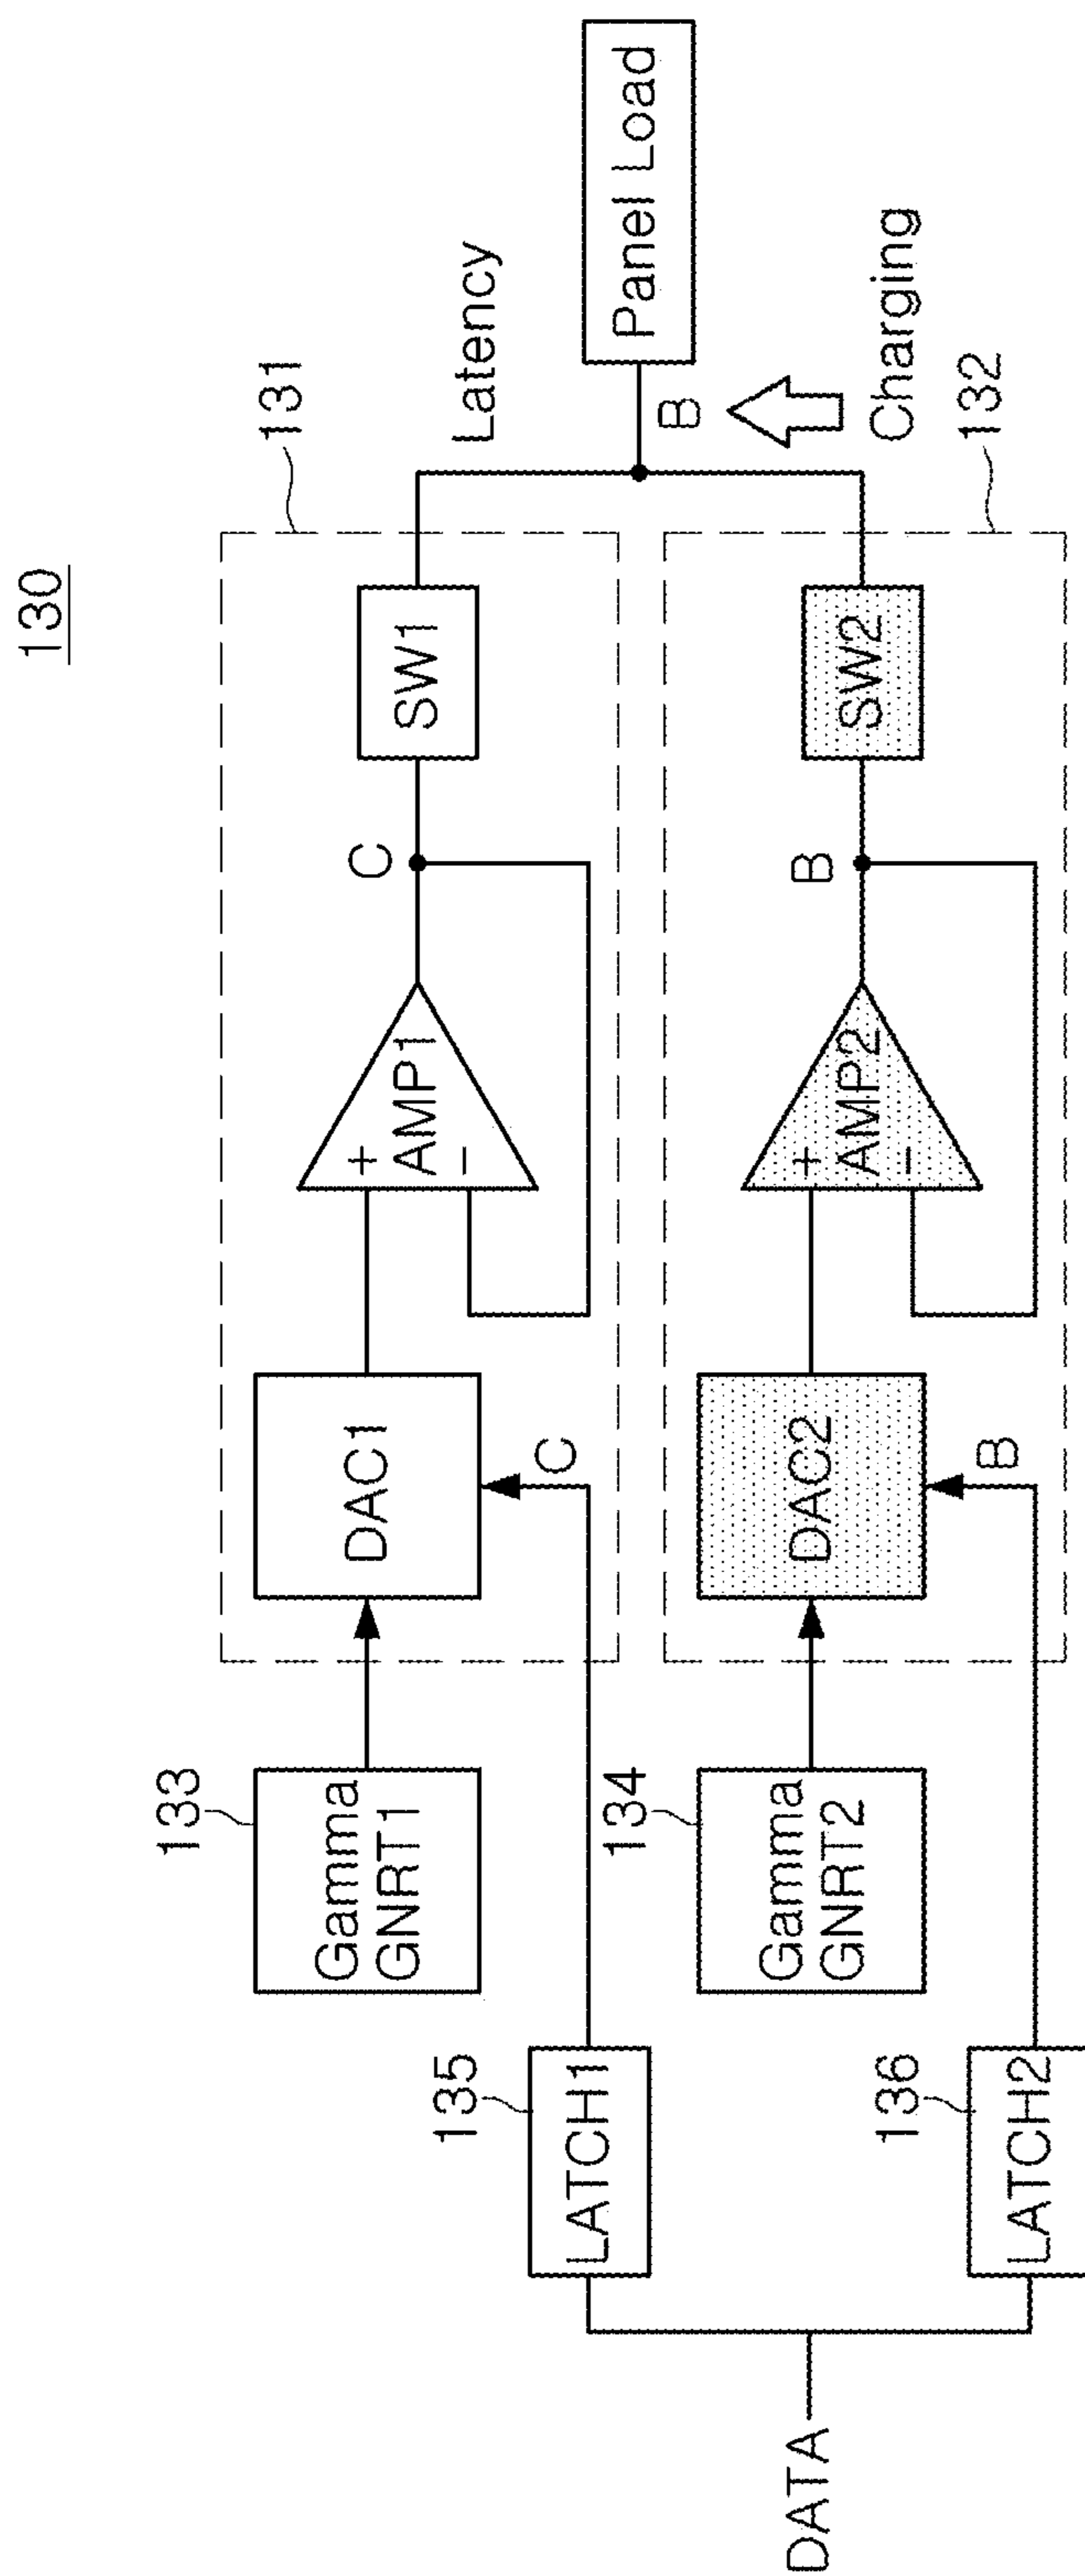 130
131
Latency
133
Gamma
GNRT1
DAC1
+
AMP1
−
C
SW1
135
LATCH1
C
Panel Load
B
DATA
134
Gamma
GNRT2
DAC2
+
AMP2
−
B
SW2
Charging
132
136
LATCH2
B